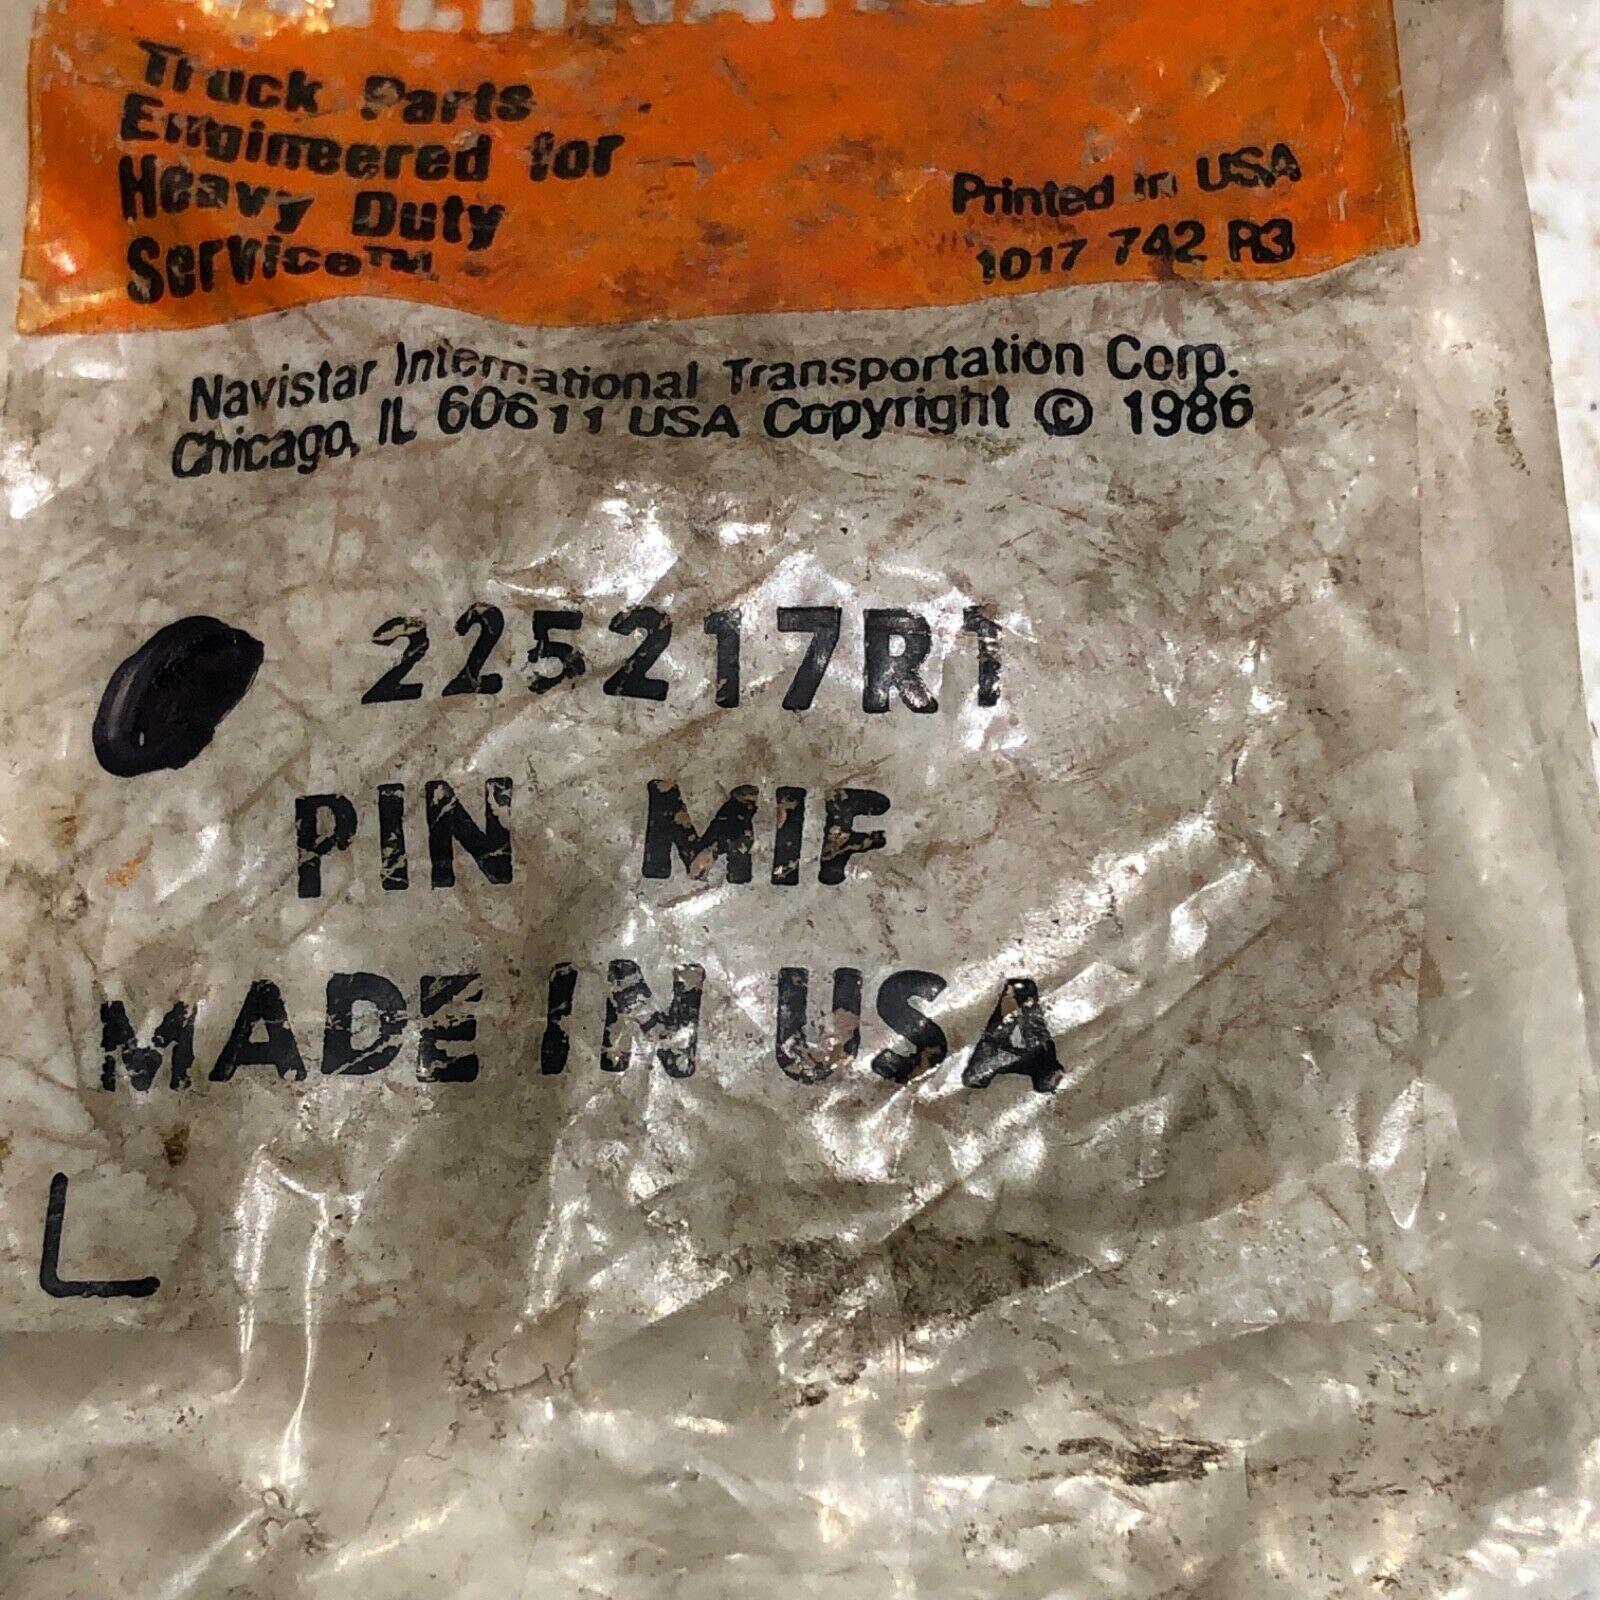 Truck Parts
Engineered for
Heavy Duty
Service™
Printed in USA
1017 742 R3
Navistar International Transportation Corp.
Chicago, IL 60611 USA Copyright © 1986
225217R1
PIN MIF
MADE IN USA
L